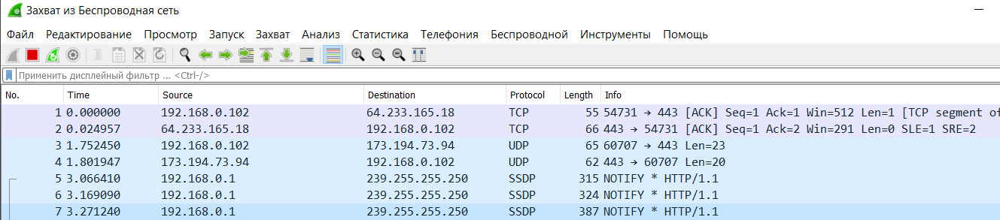 Захват из Беспроводная сеть
Файл Редактирование Просмотр Запуск Захват Анализ Статистика Телефония Беспроводной Инструменты Помощь
Применить дисплейный фильтр ... <Ctrl-/>
No. Time Source Destination Protocol Length Info
1 0.000000 192.168.0.102 64.233.165.18 TCP 55 54731 → 443 [ACK] Seq=1 Ack=1 Win=512 Len=1 [TCP segment of
2 0.024957 64.233.165.18 192.168.0.102 TCP 66 443 → 54731 [ACK] Seq=1 Ack=2 Win=291 Len=0 SLE=1 SRE=2
3 1.752450 192.168.0.102 173.194.73.94 UDP 65 60707 → 443 Len=23
4 1.801947 173.194.73.94 192.168.0.102 UDP 62 443 → 60707 Len=20
5 3.066410 192.168.0.1 239.255.255.250 SSDP 315 NOTIFY * HTTP/1.1
6 3.169090 192.168.0.1 239.255.255.250 SSDP 324 NOTIFY * HTTP/1.1
7 3.271240 192.168.0.1 239.255.255.250 SSDP 387 NOTIFY * HTTP/1.1